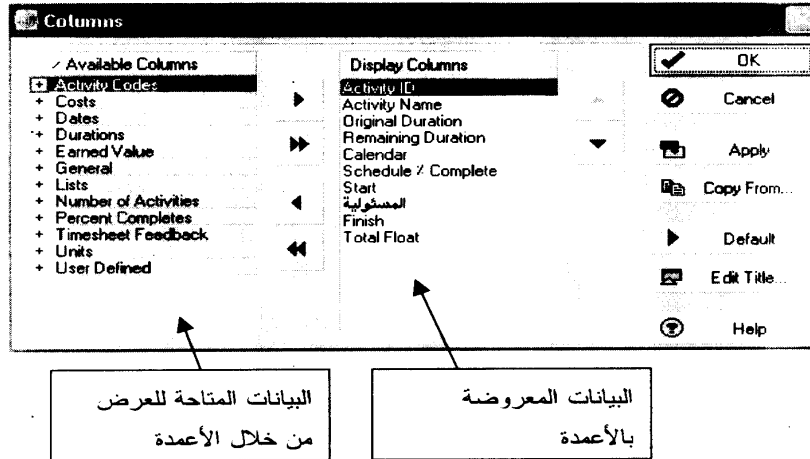 Columns
Available Columns
Activity Codes
Costs
Dates
Durations
Earned Value
General
Lists
Number of Activities
Percent Completes
Timesheet Feedback
Units
User Defined
Display Columns
Activity ID
Activity Name
Original Duration
Remaining Duration
Calendar
Schedule % Complete
Start
المسئولية
Finish
Total Float
OK
Cancel
Apply
Copy From...
Default
Edit Title...
Help
البيانات المتاحة للعرض
من خلال الأعمدة
البيانات المعروضة
بالأعمدة